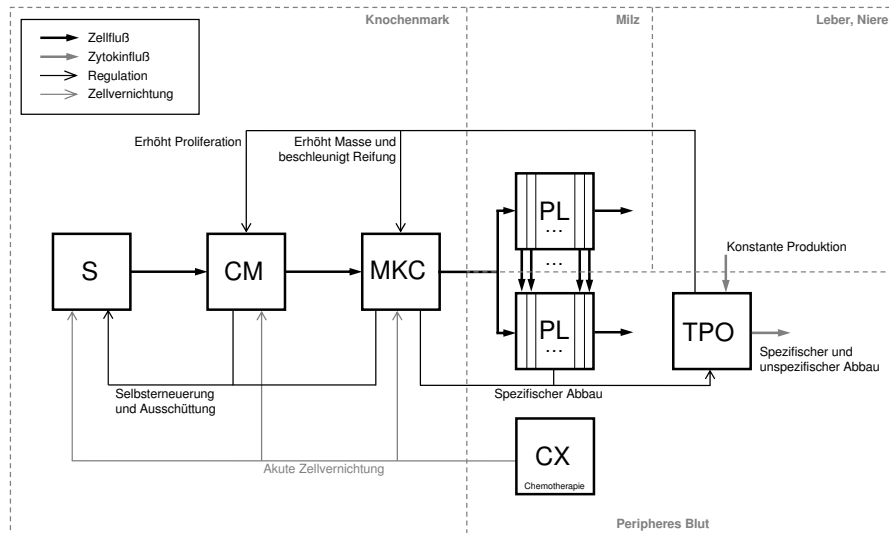 Knochenmark
Milz
Leber, Niere
Zellfluß
Zytokinfluß
Regulation
Zellvernichtung
Erhöht Proliferation
Erhöht Masse und
beschleunigt Reifung
PL
...
...
Konstante Produktion
S
CM
MKC
PL
...
TPO
Spezifischer und
unspezifischer Abbau
Selbsterneuerung
und Ausschüttung
Spezifischer Abbau
CX
Chemotherapie
Akute Zellvernichtung
Peripheres Blut